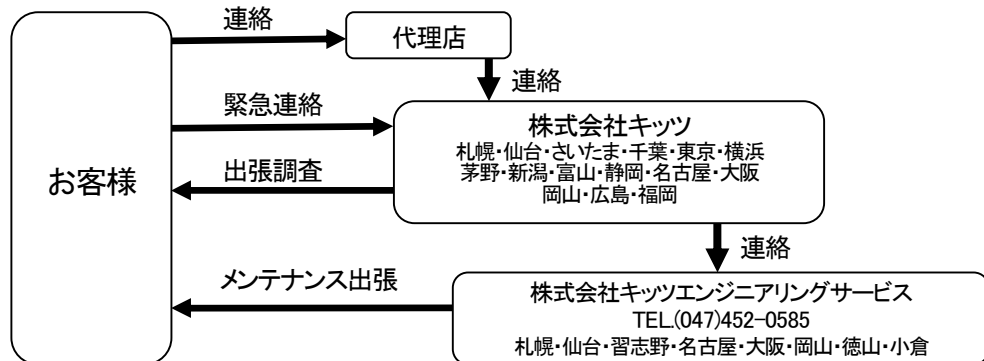 連絡
代理店
連絡
緊急連絡
株式会社キッツ
札幌・仙台・さいたま・千葉・東京・横浜
茅野・新潟・富山・静岡・名古屋・大阪
岡山・広島・福岡
お客様
出張調査
連絡
メンテナンス出張
株式会社キッツエンジニアリングサービス
TEL.(047)452-0585
札幌・仙台・習志野・名古屋・大阪・岡山・徳山・小倉